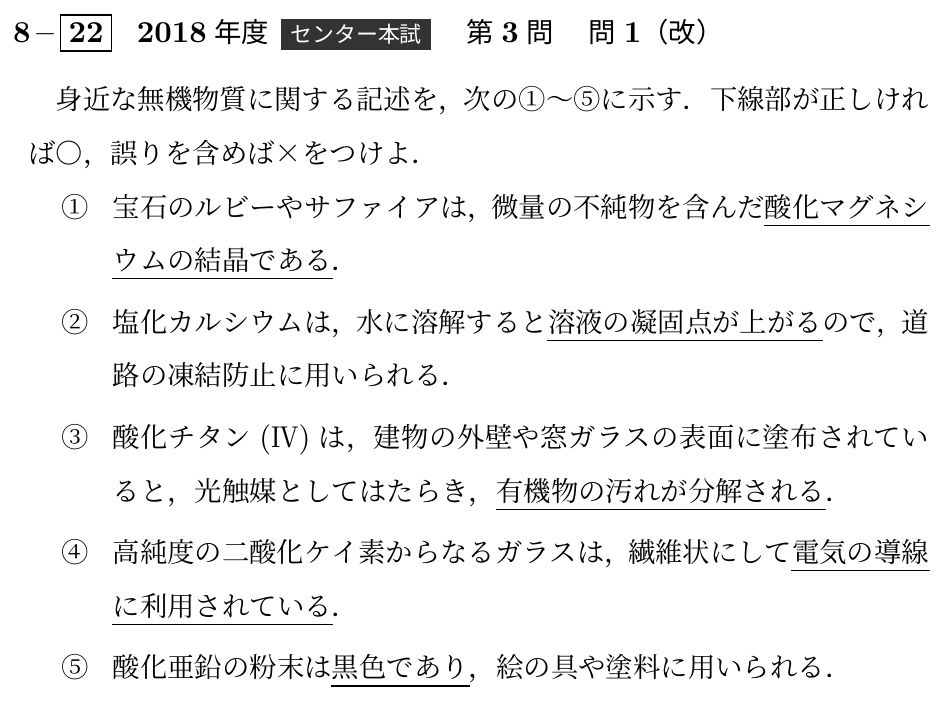 8－22 2018 年度 センター本試 第 3 問 問 1（改）
身近な無機物質に関する記述を，次の①～⑤に示す．下線部が正しけれ
ば○，誤りを含めば×をつけよ．
① 宝石のルビーやサファイアは，微量の不純物を含んだ酸化マグネシ
ウムの結晶である．
② 塩化カルシウムは，水に溶解すると溶液の凝固点が上がるので，道
路の凍結防止に用いられる．
③ 酸化チタン (IV) は，建物の外壁や窓ガラスの表面に塗布されてい
ると，光触媒としてはたらき，有機物の汚れが分解される．
④ 高純度の二酸化ケイ素からなるガラスは，繊維状にして電気の導線
に利用されている．
⑤ 酸化亜鉛の粉末は黒色であり，絵の具や塗料に用いられる．